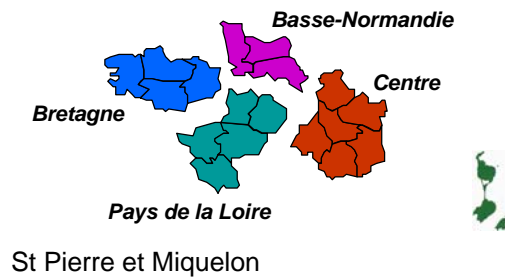 Basse-Normandie
Centre
Bretagne
Pays de la Loire
St Pierre et Miquelon